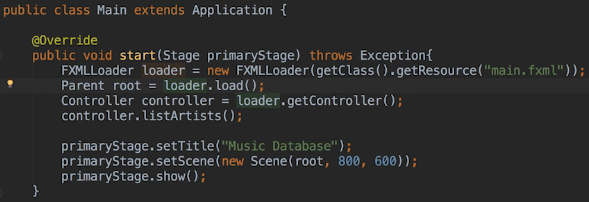 public class Main extends Application {
@Override
public void start(Stage primaryStage) throws Exception{
FXMLLoader loader = new FXMLLoader(getClass().getResource("main.fxml"));
Parent root = loader.load();
Controller controller = loader.getController();
controller.listArtists();
primaryStage.setTitle("Music Database");
primaryStage.setScene(new Scene(root, 800, 600));
primaryStage.show();
}